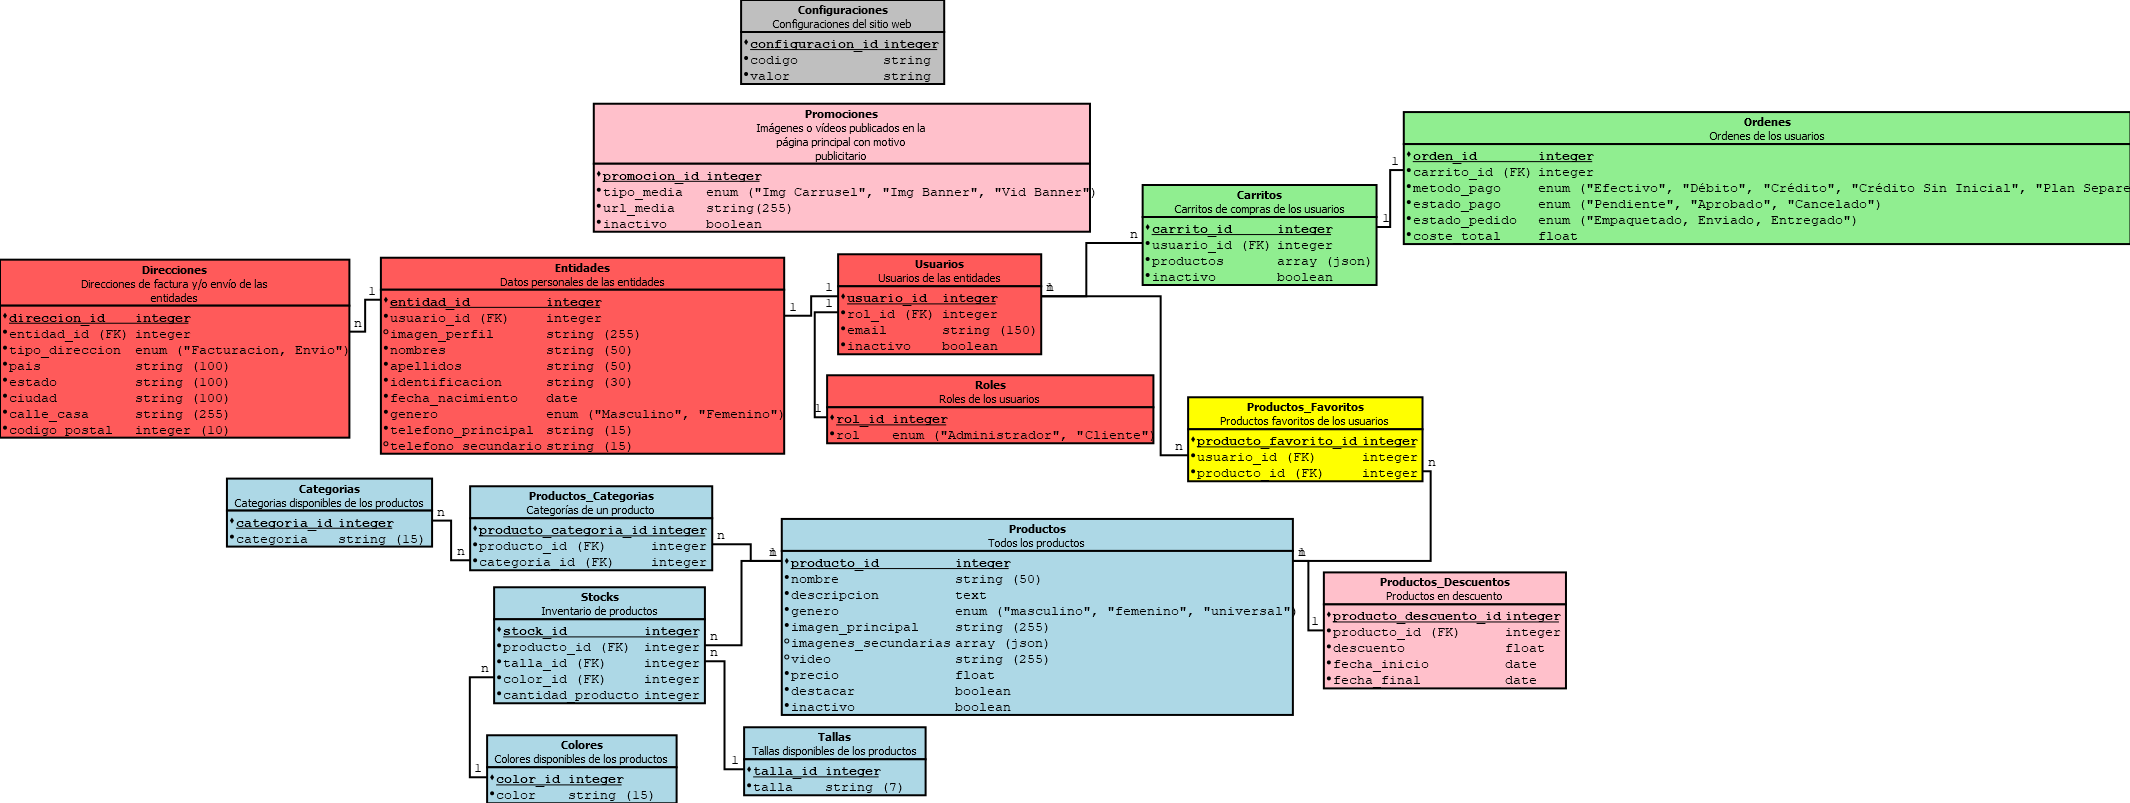 Configuraciones
Configuraciones del sitio web
configuracion_id integer
codigo string
valor string
Promociones
Imágenes o vídeos publicados en la
página principal con motivo
publicitario
promocion_id integer
tipo_media enum ("Img Carrusel", "Img Banner", "Vid Banner")
url_media string(255)
inactivo boolean
Ordenes
Ordenes de los usuarios
orden_id integer
carrito_id (FK) integer
metodo_pago enum ("Efectivo", "Débito", "Crédito", "Crédito Sin Inicial", "Plan Separe
estado_pago enum ("Pendiente", "Aprobado", "Cancelado")
estado_pedido enum ("Empaquetado, Enviado, Entregado")
coste_total float
1
1
Carritos
Carritos de compras de los usuarios
carrito_id integer
usuario_id (FK) integer
productos array (json)
inactivo boolean
n
Direcciones
Direcciones de factura y/o envío de las
entidades
direccion_id integer
entidad_id (FK) integer
tipo_direccion enum ("Facturacion, Envio")
pais string (100)
estado string (100)
ciudad string (100)
calle_casa string (255)
codigo_postal integer (10)
1
n
Entidades
Datos personales de las entidades
entidad_id integer
usuario_id (FK) integer
imagen_perfil string (255)
nombres string (50)
apellidos string (50)
identificacion string (30)
fecha_nacimiento date
genero enum ("Masculino", "Femenino")
telefono_principal string (15)
telefono_secundario string (15)
1
1
1
Usuarios
Usuarios de las entidades
usuario_id integer
rol_id (FK) integer
email string (150)
inactivo boolean
1
Roles
Roles de los usuarios
rol_id integer
rol enum ("Administrador", "Cliente")
Productos_Favoritos
Productos favoritos de los usuarios
producto_favorito_id integer
usuario_id (FK) integer
producto_id (FK) integer
n
n
Categorias
Categorias disponibles de los productos
categoria_id integer
categoria string (15)
n
n
Productos_Categorias
Categorías de un producto
producto_categoria_id integer
producto_id (FK) integer
categoria_id (FK) integer
n
Productos
Todos los productos
producto_id integer
nombre string (50)
descripcion text
genero enum ("masculino", "femenino", "universal")
imagen_principal string (255)
imagenes_secundarias array (json)
video string (255)
precio float
destacar boolean
inactivo boolean
Productos_Descuentos
Productos en descuento
producto_descuento_id integer
producto_id (FK) integer
descuento float
fecha_inicio date
fecha_final date
1
Stocks
Inventario de productos
stock_id integer
producto_id (FK) integer
talla_id (FK) integer
color_id (FK) integer
cantidad_producto integer
n
n
n
Colores
Colores disponibles de los productos
color_id integer
color string (15)
1
Tallas
Tallas disponibles de los productos
talla_id integer
talla string (7)
1